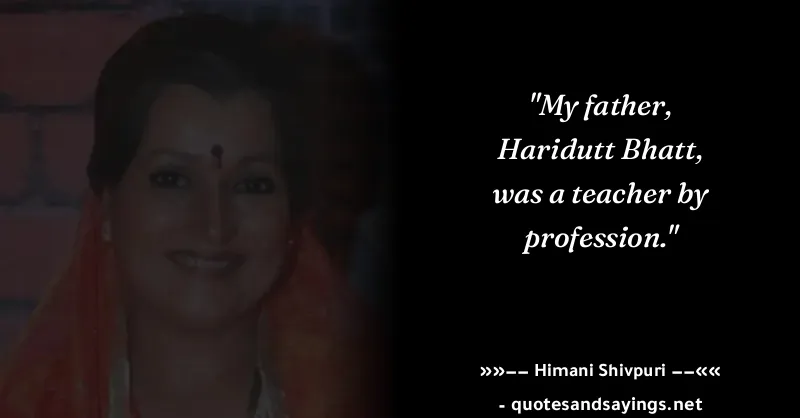 "My father,
Haridutt Bhatt,
was a teacher by
profession."
»»–– Himani Shivpuri ––««
- quotesandsayings.net